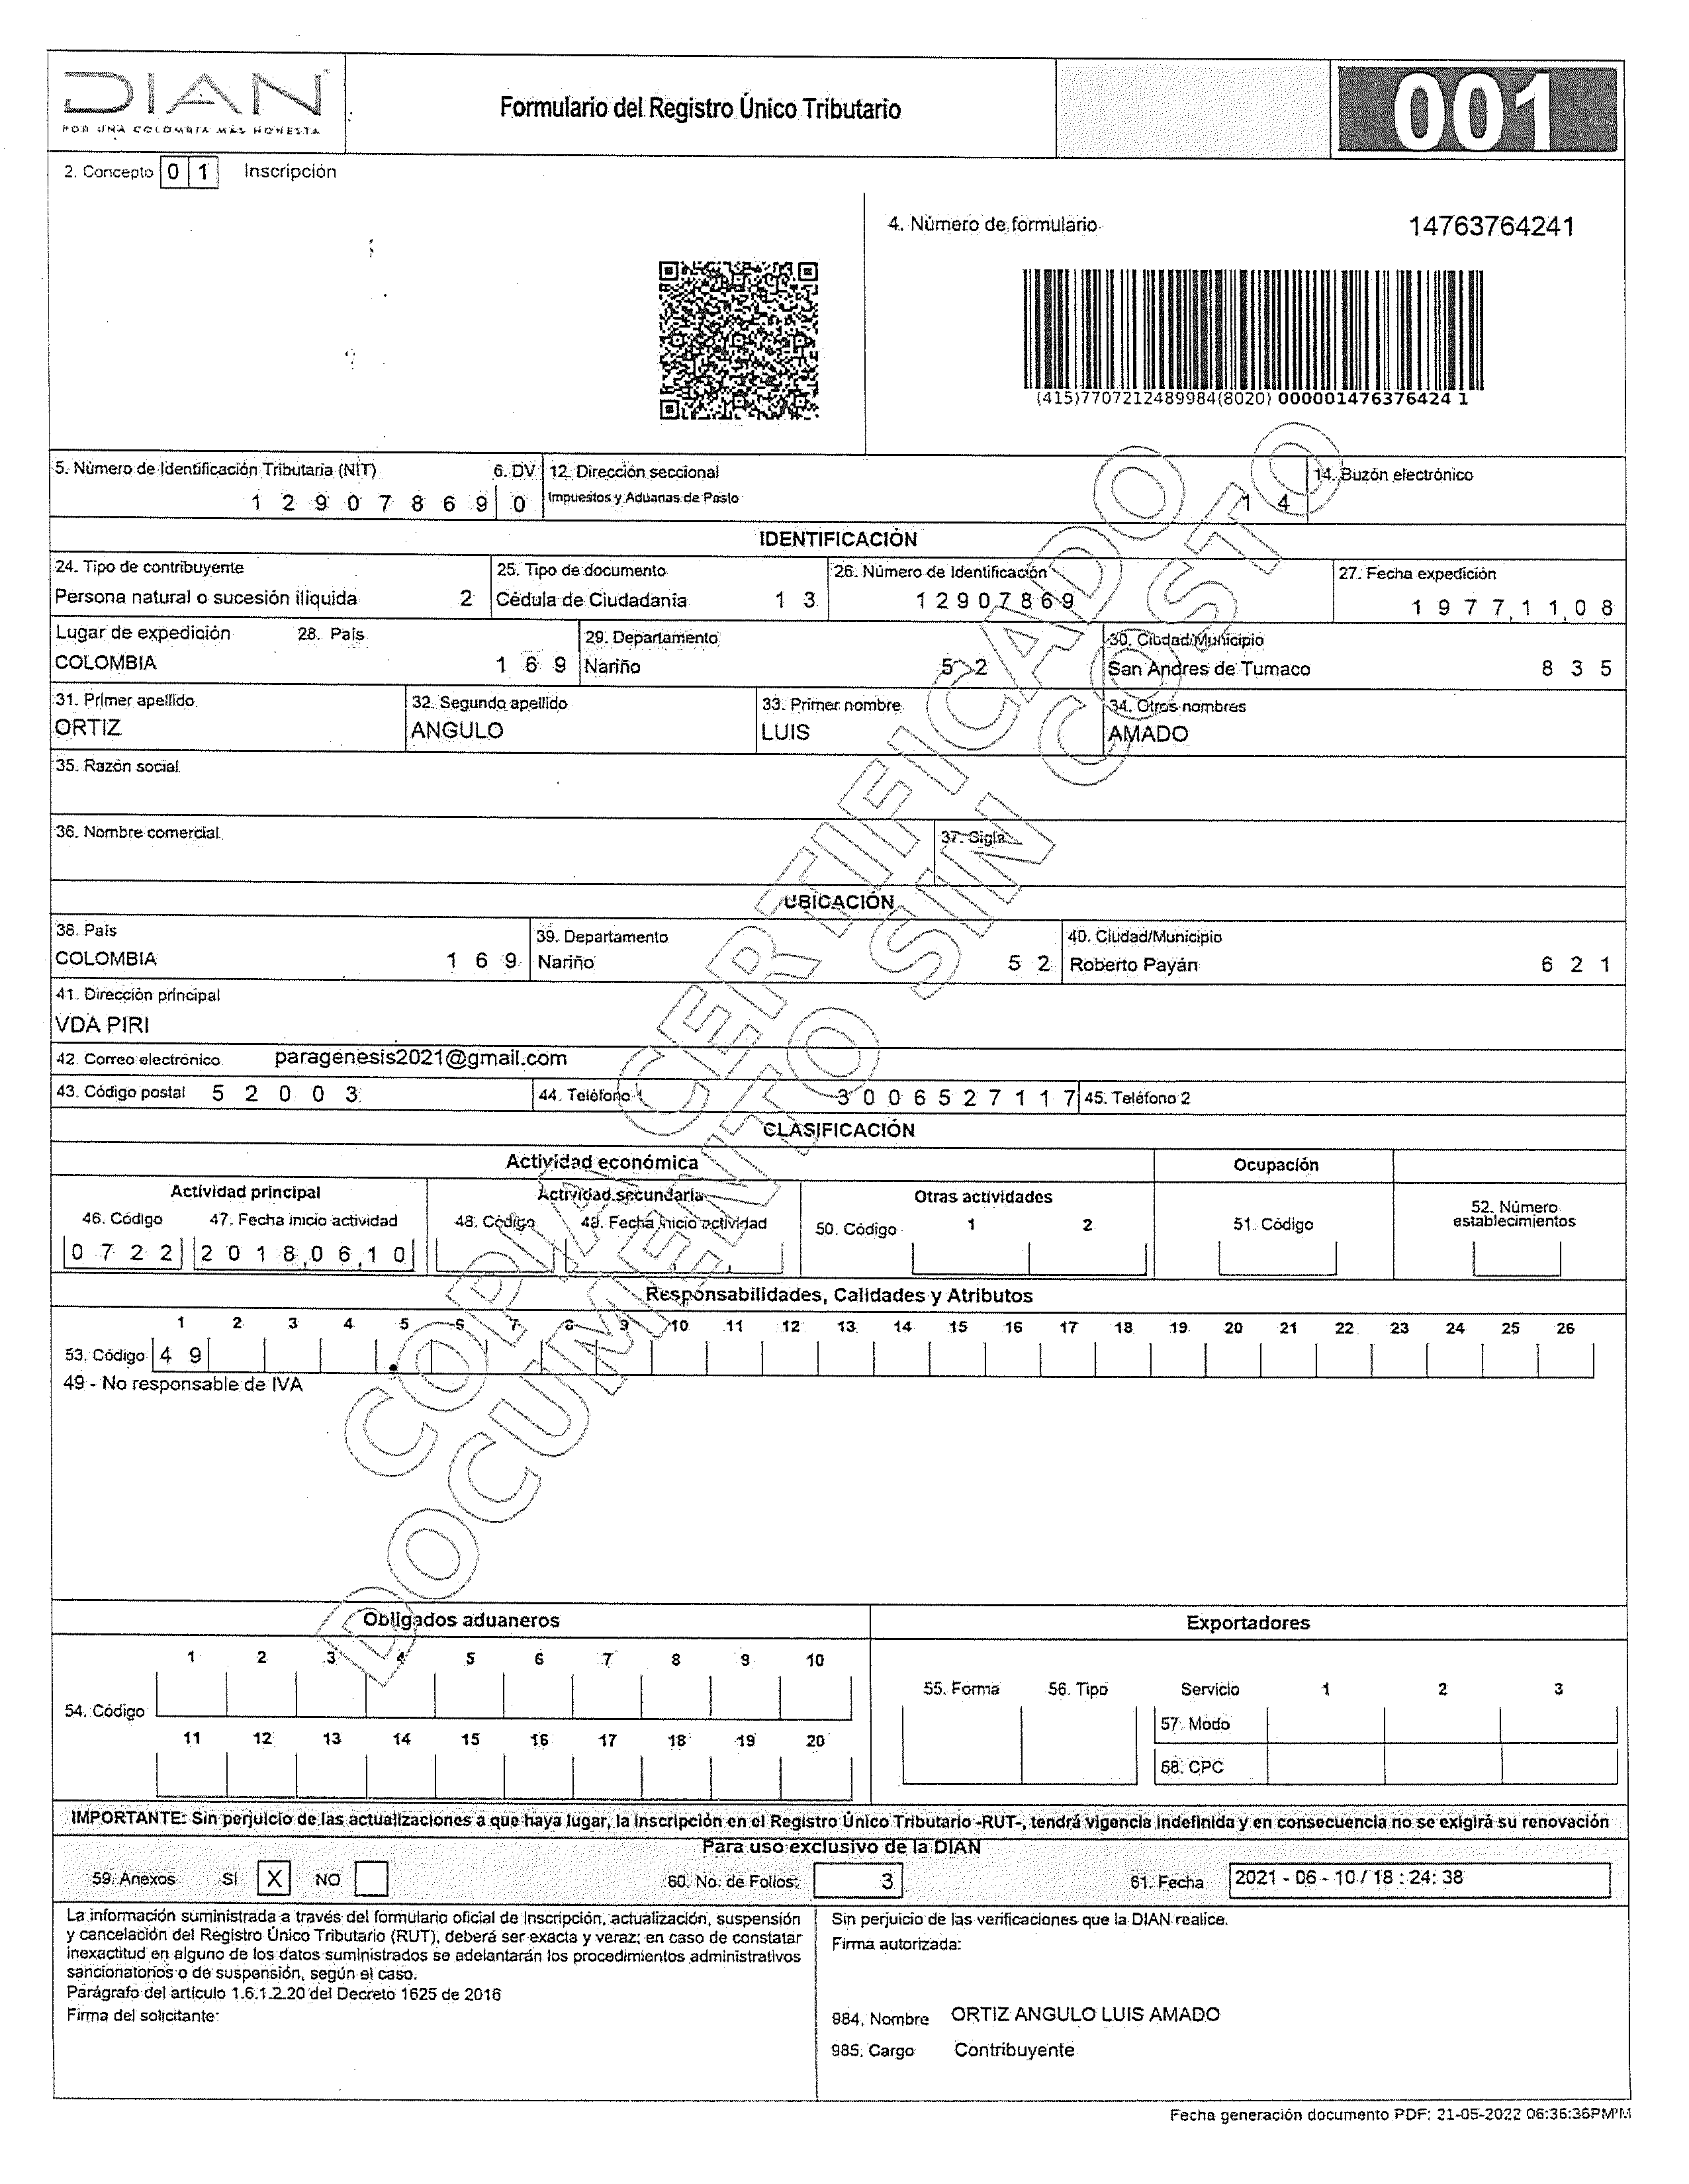 DIAN
POR UNA COLOMBIA MÁS HONESTA
Formulario del Registro Único Tributario
001
2. Concepto 0 1 Inscripción
4. Número de formulario 14763764241
(415)7707212489984(8020) 000001476376424 1
5. Número de Identificación Tributaria (NIT) 6. DV 12. Dirección seccional 14. Buzón electrónico
1 2 9 0 7 8 6 9 0 Impuestos y Aduanas de Pasto 1 4
IDENTIFICACIÓN
24. Tipo de contribuyente 25. Tipo de documento 26. Número de Identificación 27. Fecha expedición
Persona natural o sucesión ilíquida 2 Cédula de Ciudadanía 1 3 1 2 9 0 7 8 6 9 1 9 7 7 1 1 0 8
Lugar de expedición 28. País 29. Departamento 30. Ciudad/Municipio
COLOMBIA 1 6 9 Nariño 5 2 San Andres de Tumaco 8 3 5
31. Primer apellido 32. Segundo apellido 33. Primer nombre 34. Otros nombres
ORTIZ ANGULO LUIS AMADO
35. Razón social
36. Nombre comercial 37. Sigla
UBICACIÓN
38. País 39. Departamento 40. Ciudad/Municipio
COLOMBIA 1 6 9 Nariño 5 2 Roberto Payán 6 2 1
41. Dirección principal
VDA PIRI
42. Correo electrónico paragenesis2021@gmail.com
43. Código postal 5 2 0 0 3 44. Teléfono 1 3 0 0 6 5 2 7 1 1 7 45. Teléfono 2
CLASIFICACIÓN
Actividad económica Ocupación
Actividad principal Actividad secundaria Otras actividades 52. Número establecimientos
46. Código 47. Fecha inicio actividad 48. Código 49. Fecha inicio actividad 50. Código 1 2 51. Código
0 7 2 2 2 0 1 8 0 6 1 0
Responsabilidades, Calidades y Atributos
1 2 3 4 5 6 7 8 9 10 11 12 13 14 15 16 17 18 19 20 21 22 23 24 25 26
53. Código 4 9
49 - No responsable de IVA
COPIA CERTIFICADO
DOCUMENTO SIN COSTO
Obligados aduaneros Exportadores
1 2 3 4 5 6 7 8 9 10
54. Código
11 12 13 14 15 16 17 18 19 20
55. Forma 56. Tipo Servicio 1 2 3
57. Modo
58. CPC
IMPORTANTE: Sin perjuicio de las actualizaciones a que haya lugar, la inscripción en el Registro Único Tributario -RUT-, tendrá vigencia indefinida y en consecuencia no se exigirá su renovación
Para uso exclusivo de la DIAN
59. Anexos SI X NO 60. No. de Folios: 3 61. Fecha 2021 - 06 - 10 / 18 : 24: 38
La información suministrada a través del formulario oficial de inscripción, actualización, suspensión
y cancelación del Registro Único Tributario (RUT), deberá ser exacta y veraz; en caso de constatar
inexactitud en alguno de los datos suministrados se adelantarán los procedimientos administrativos
sancionatorios o de suspensión, según el caso.
Parágrafo del artículo 1.6.1.2.20 del Decreto 1625 de 2016
Firma del solicitante:
Sin perjuicio de las verificaciones que la DIAN realice.
Firma autorizada:
984. Nombre ORTIZ ANGULO LUIS AMADO
985. Cargo Contribuyente
Fecha generación documento PDF: 21-05-2022 06:36:36PM